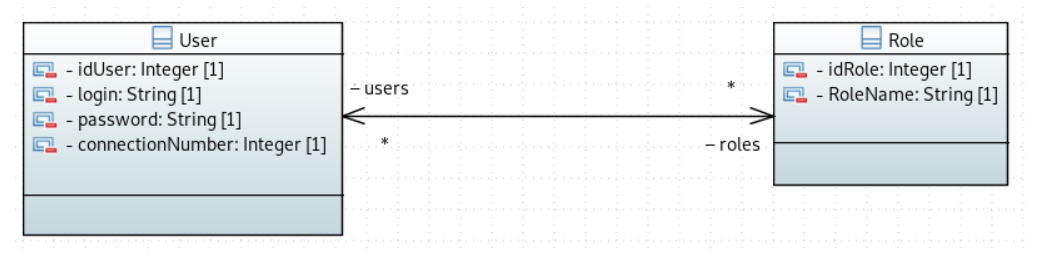 User
- idUser: Integer [1]
- login: String [1]
- password: String [1]
- connectionNumber: Integer [1]
– users
*
*
– roles
Role
- idRole: Integer [1]
- RoleName: String [1]